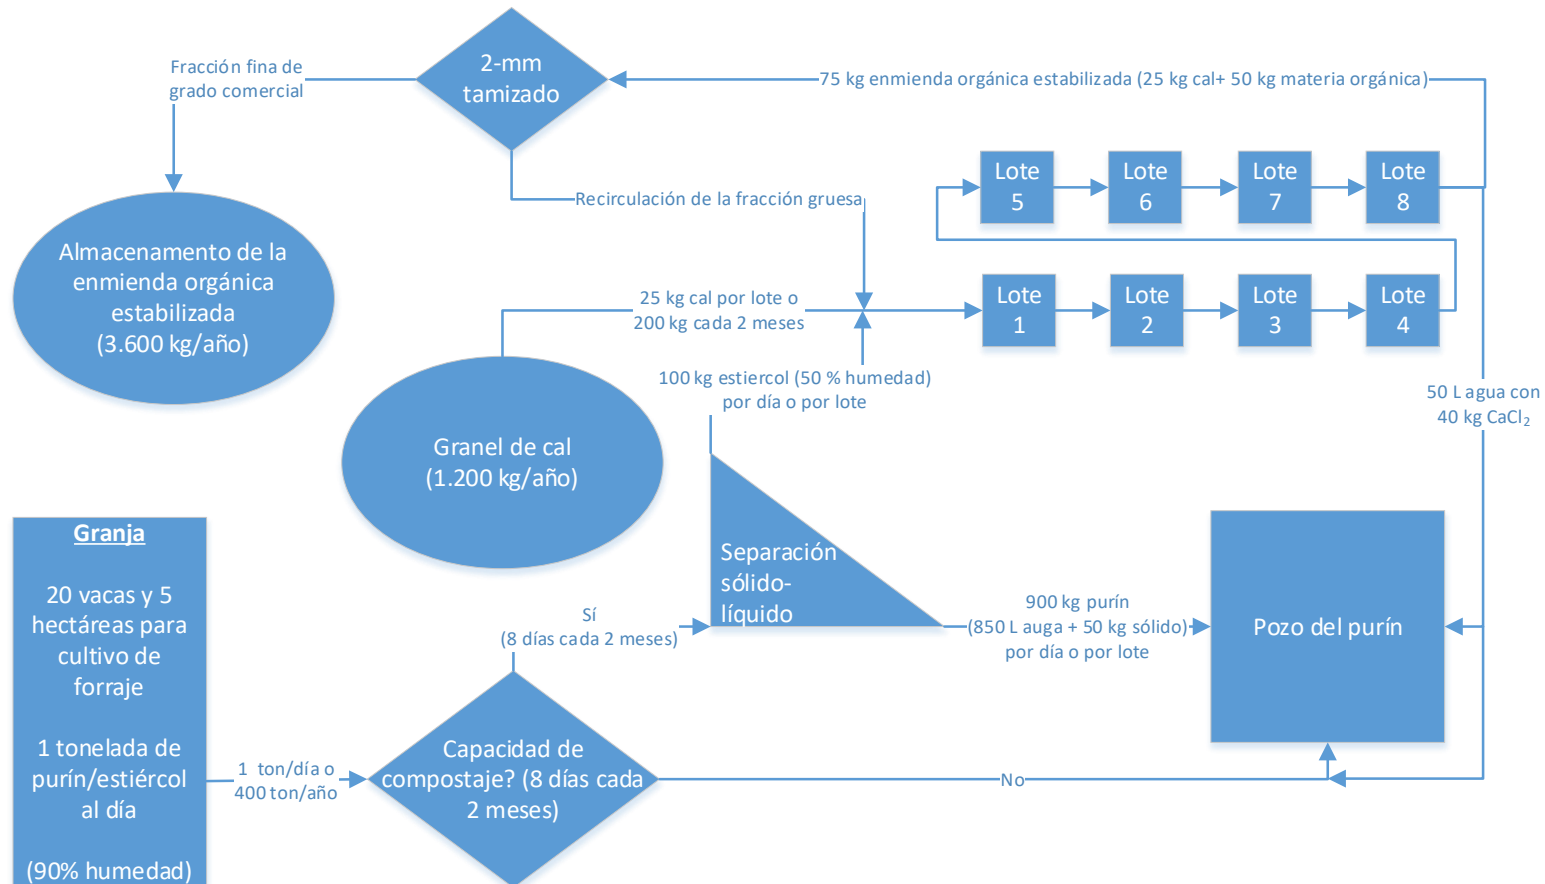 2-mm
tamizado
Fracción fina de
grado comercial
75 kg enmienda orgánica estabilizada (25 kg cal+ 50 kg materia orgánica)
Lote
5
Lote
6
Lote
7
Lote
8
Recirculación de la fracción gruesa
Almacenamento de la
enmienda orgánica
estabilizada
(3.600 kg/año)
25 kg cal por lote o
200 kg cada 2 meses
Lote
1
Lote
2
Lote
3
Lote
4
100 kg estiercol (50 % humedad)
por día o por lote
50 L agua con
40 kg CaCl₂
Granel de cal
(1.200 kg/año)
Granja
20 vacas y 5
hectáreas para
cultivo de
forraje
1 tonelada de
purín/estiércol
al día
(90% humedad)
Separación
sólido-
líquido
Sí
(8 días cada 2 meses)
900 kg purín
(850 L auga + 50 kg sólido)
por día o por lote
Pozo del purín
1 ton/día o
400 ton/año
Capacidad de
compostaje? (8 días cada
2 meses)
No